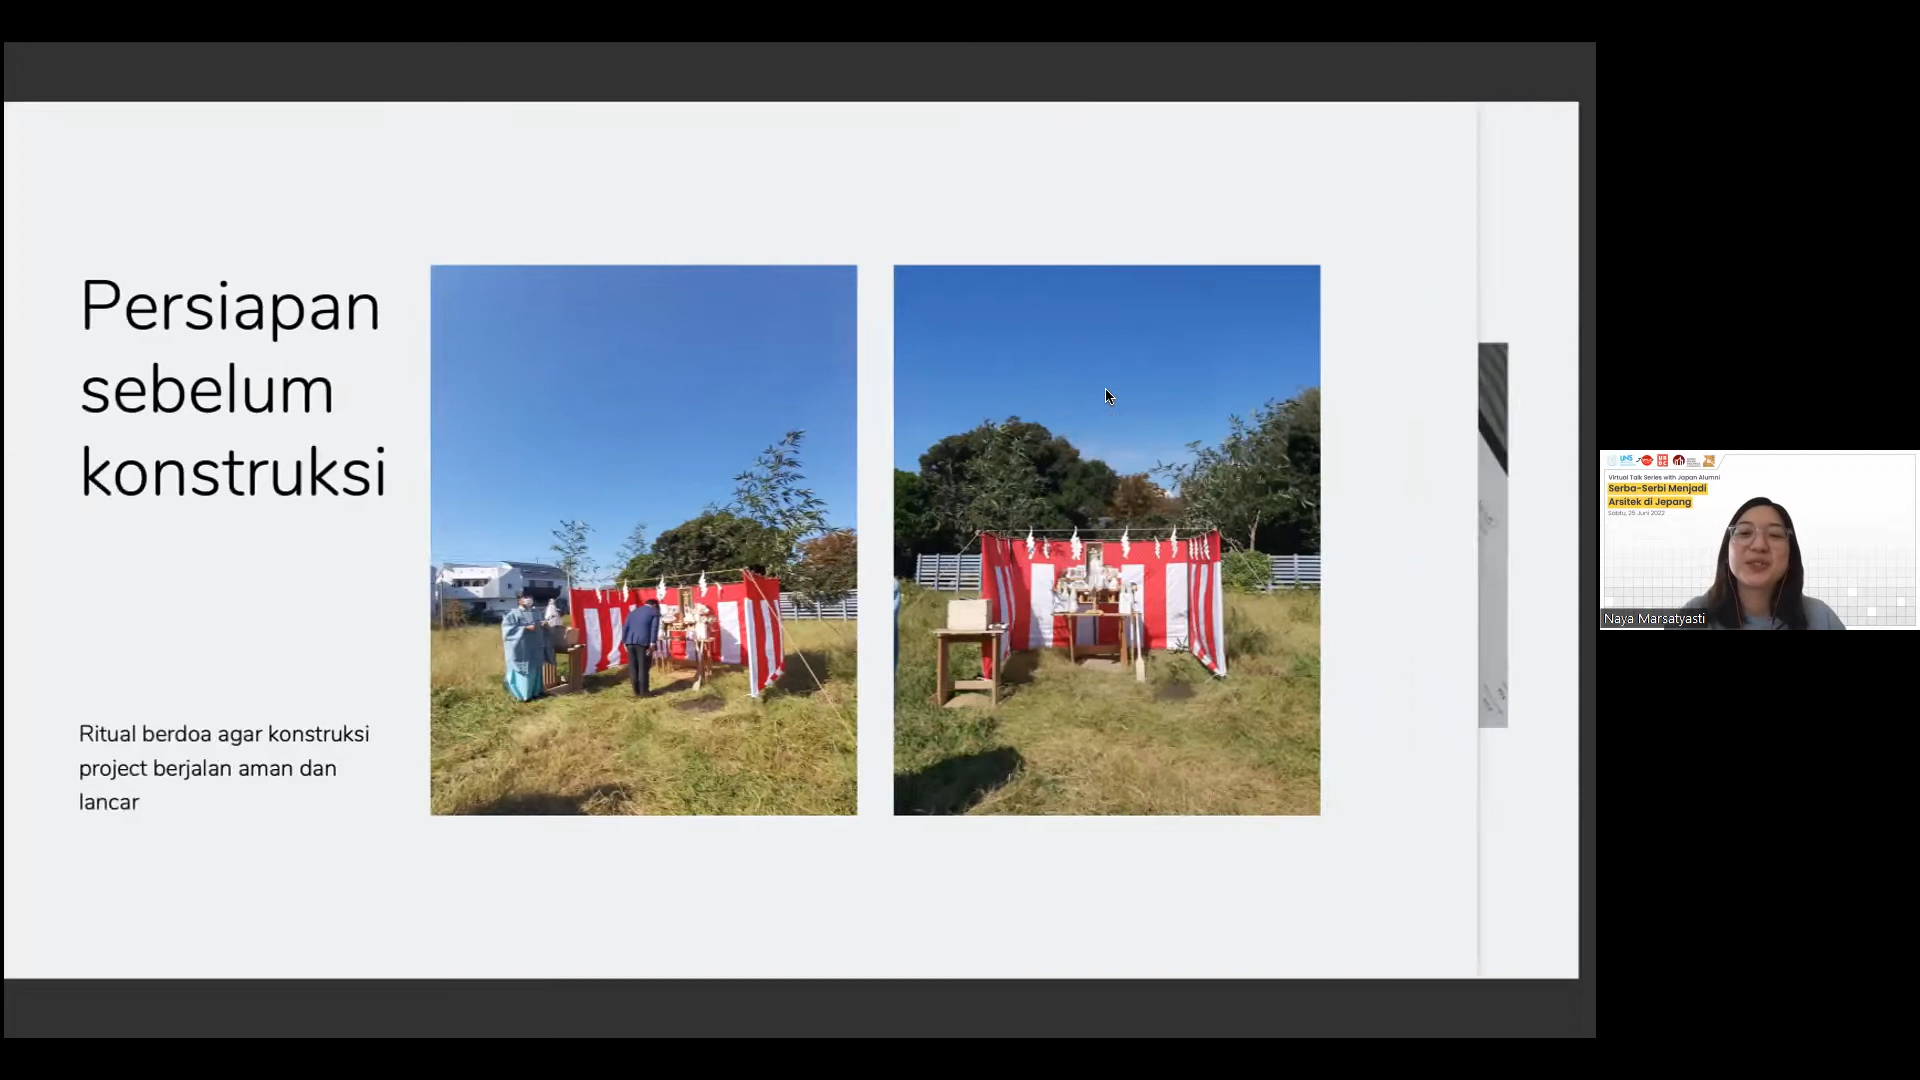 Persiapan
sebelum
konstruksi
Ritual berdoa agar konstruksi
project berjalan aman dan
lancar
UNS
Virtual Talk Series with Japan Alumni
Serba-Serbi Menjadi
Arsitek di Jepang
Sabtu, 25 Juni 2022
Naya Marsatyasti